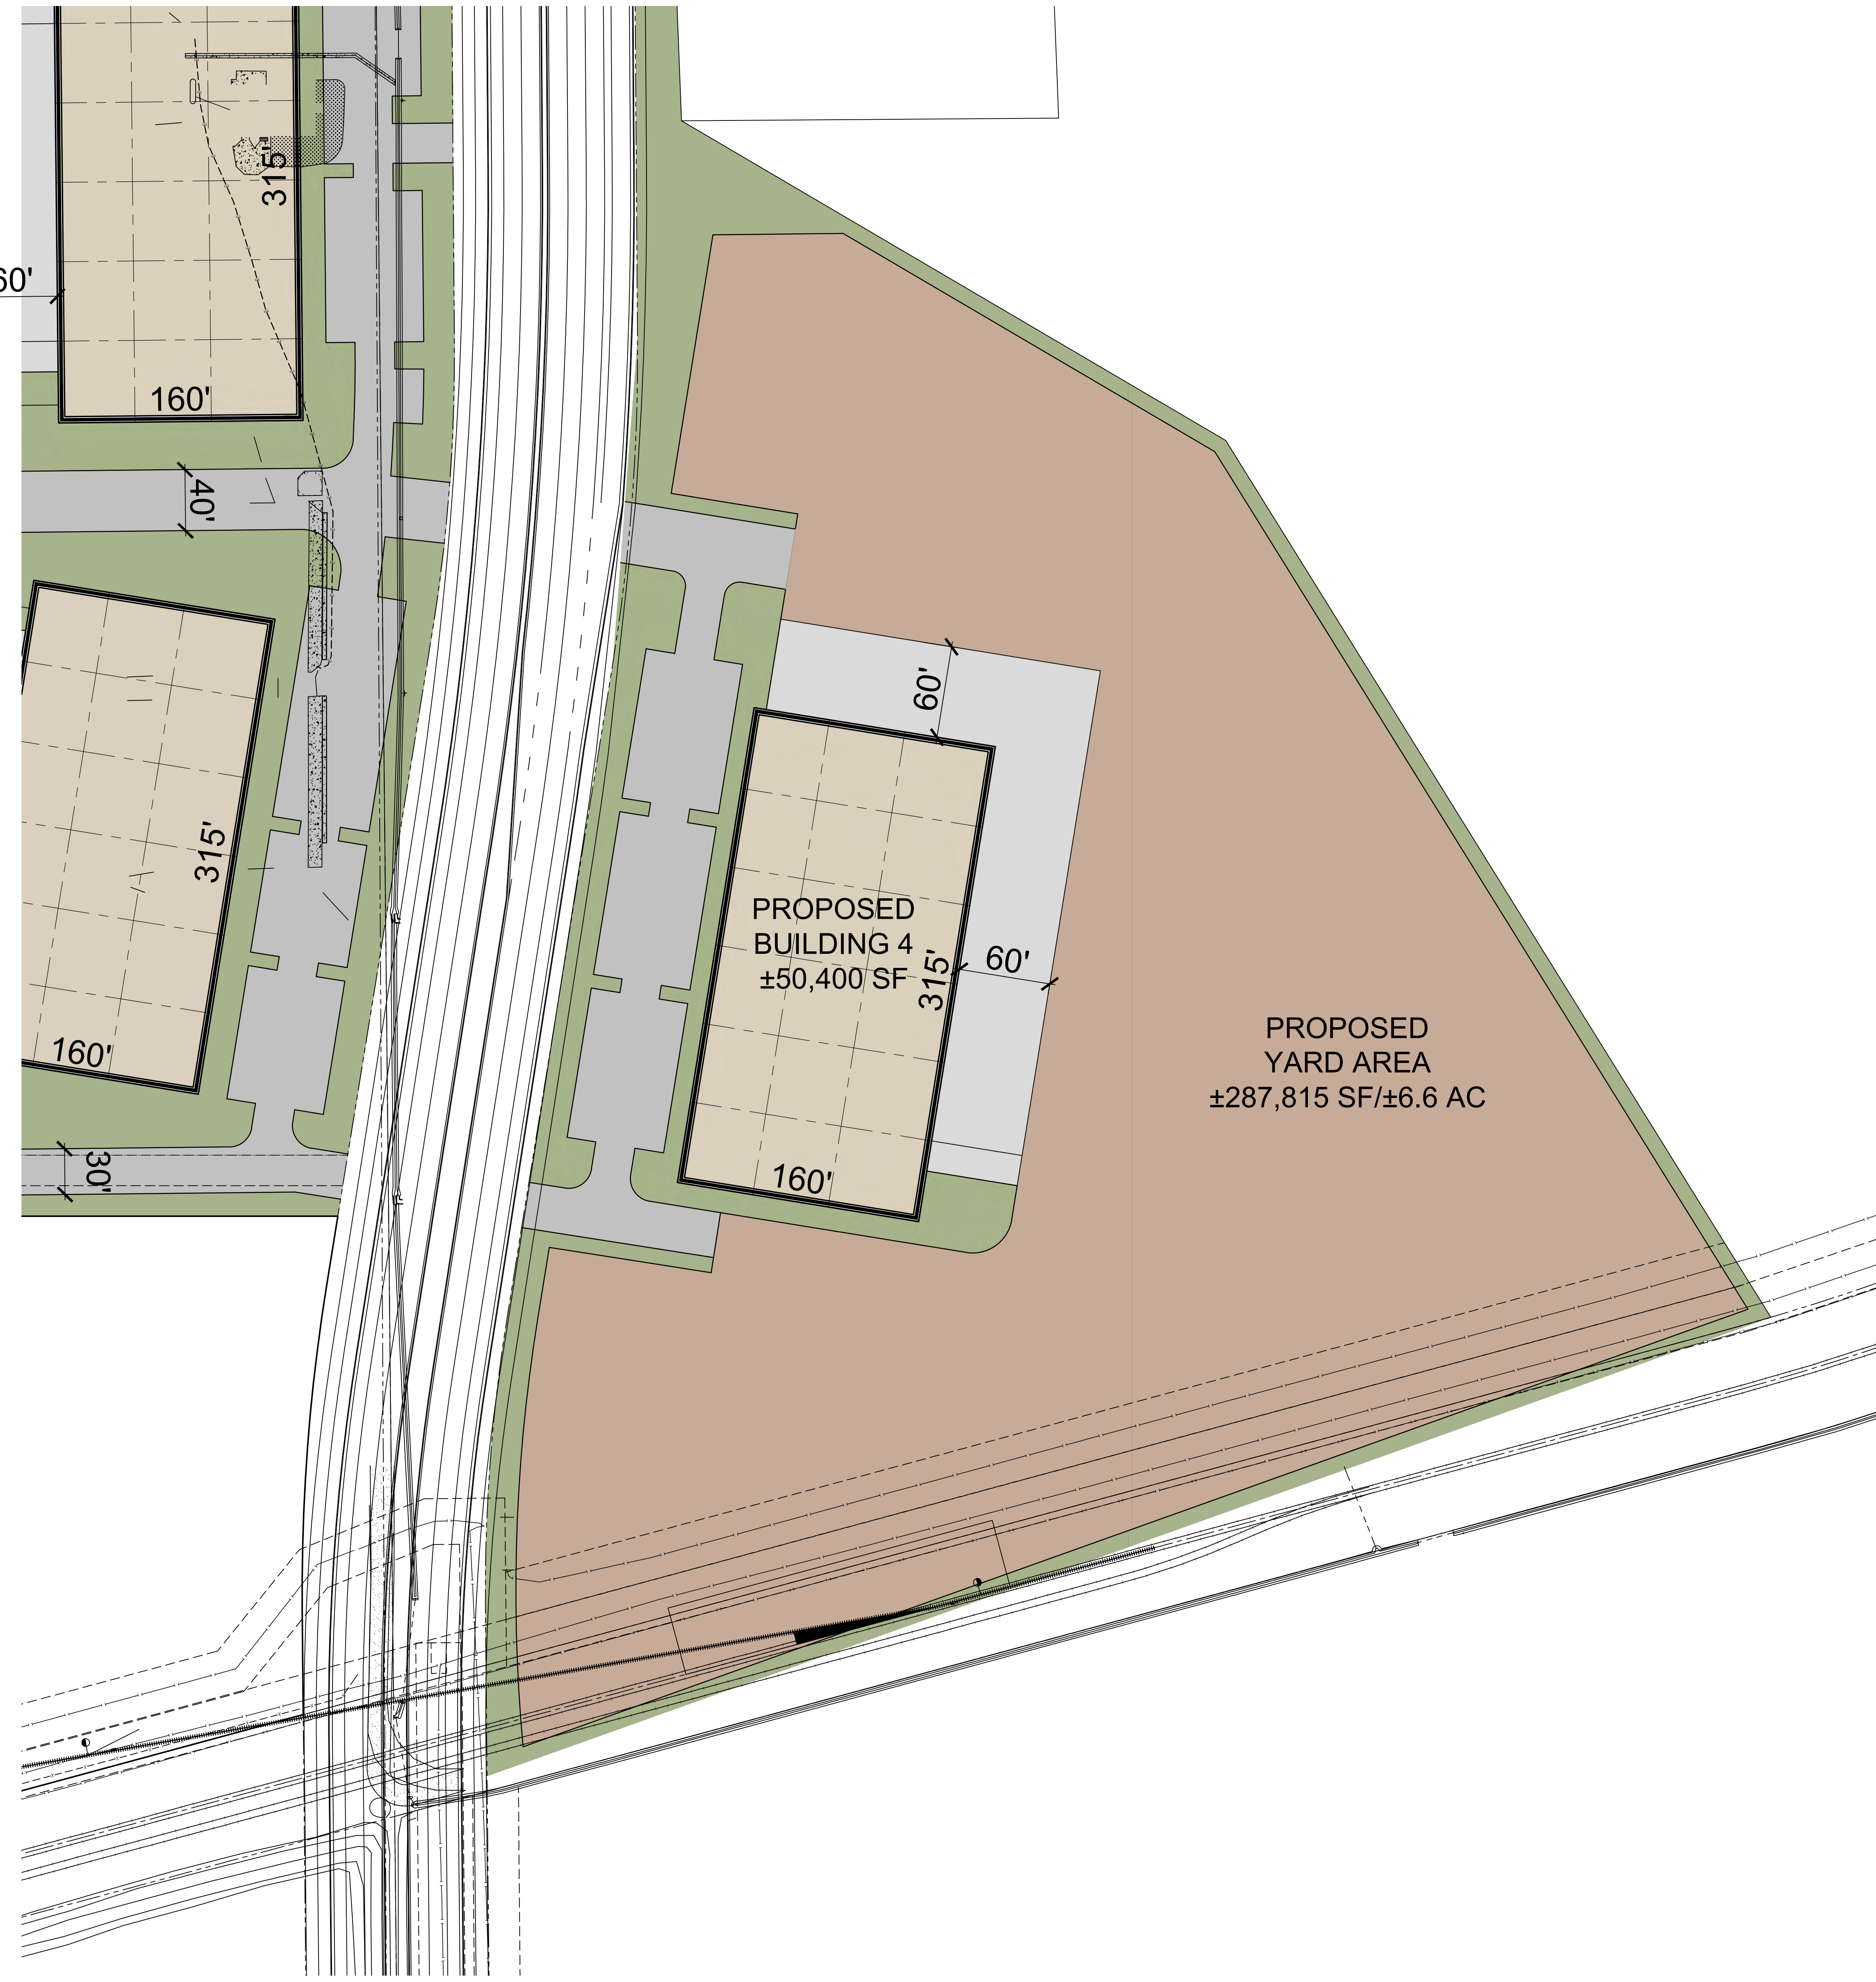 315'
60'
160'
40'
60'
315'
PROPOSED
BUILDING 4
±50,400 SF
315'
60'
PROPOSED
YARD AREA
±287,815 SF/±6.6 AC
160'
30'
160'